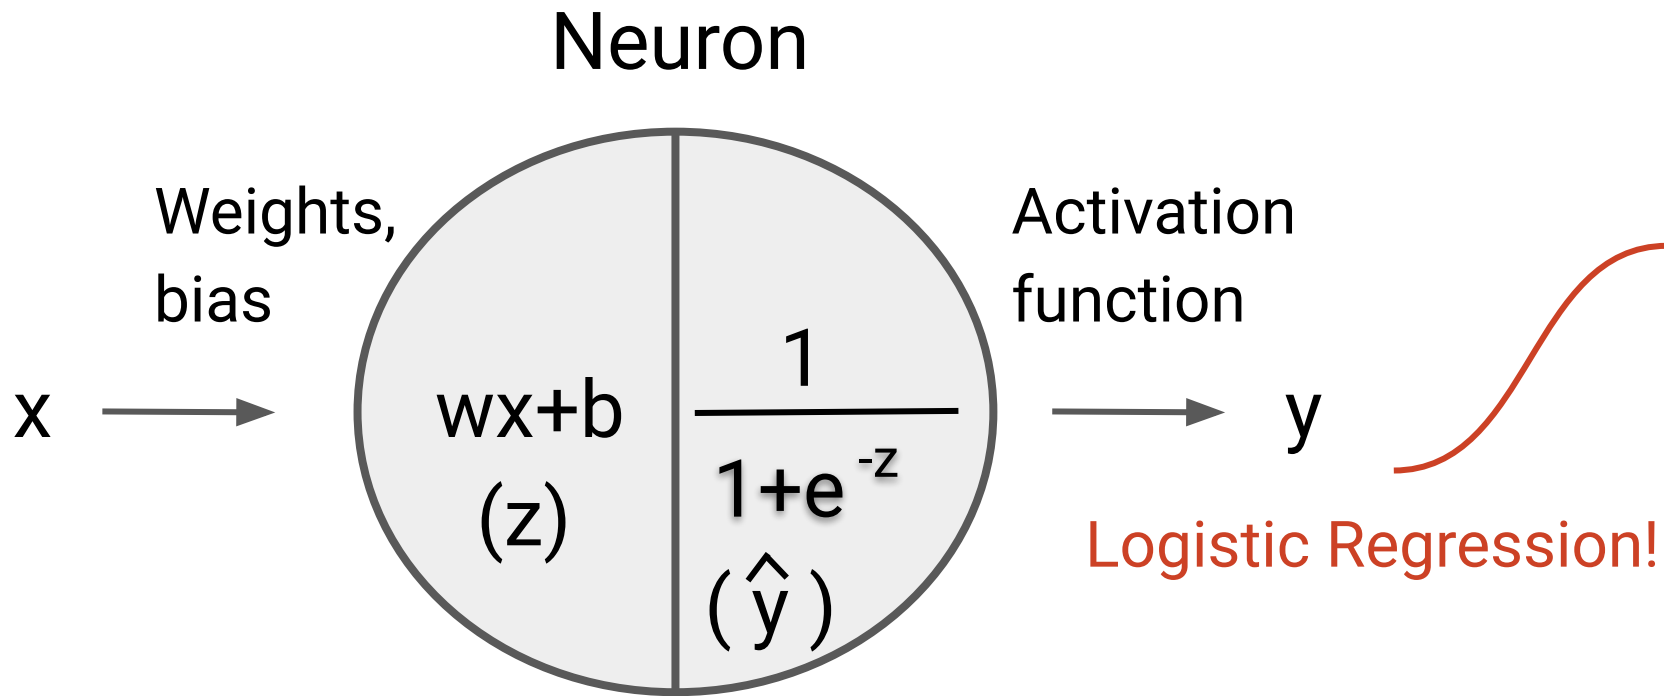 Neuron
Weights,
bias
Activation
function
x
wx+b
(z)
1
1+e -z
( ŷ )
y
Logistic Regression!